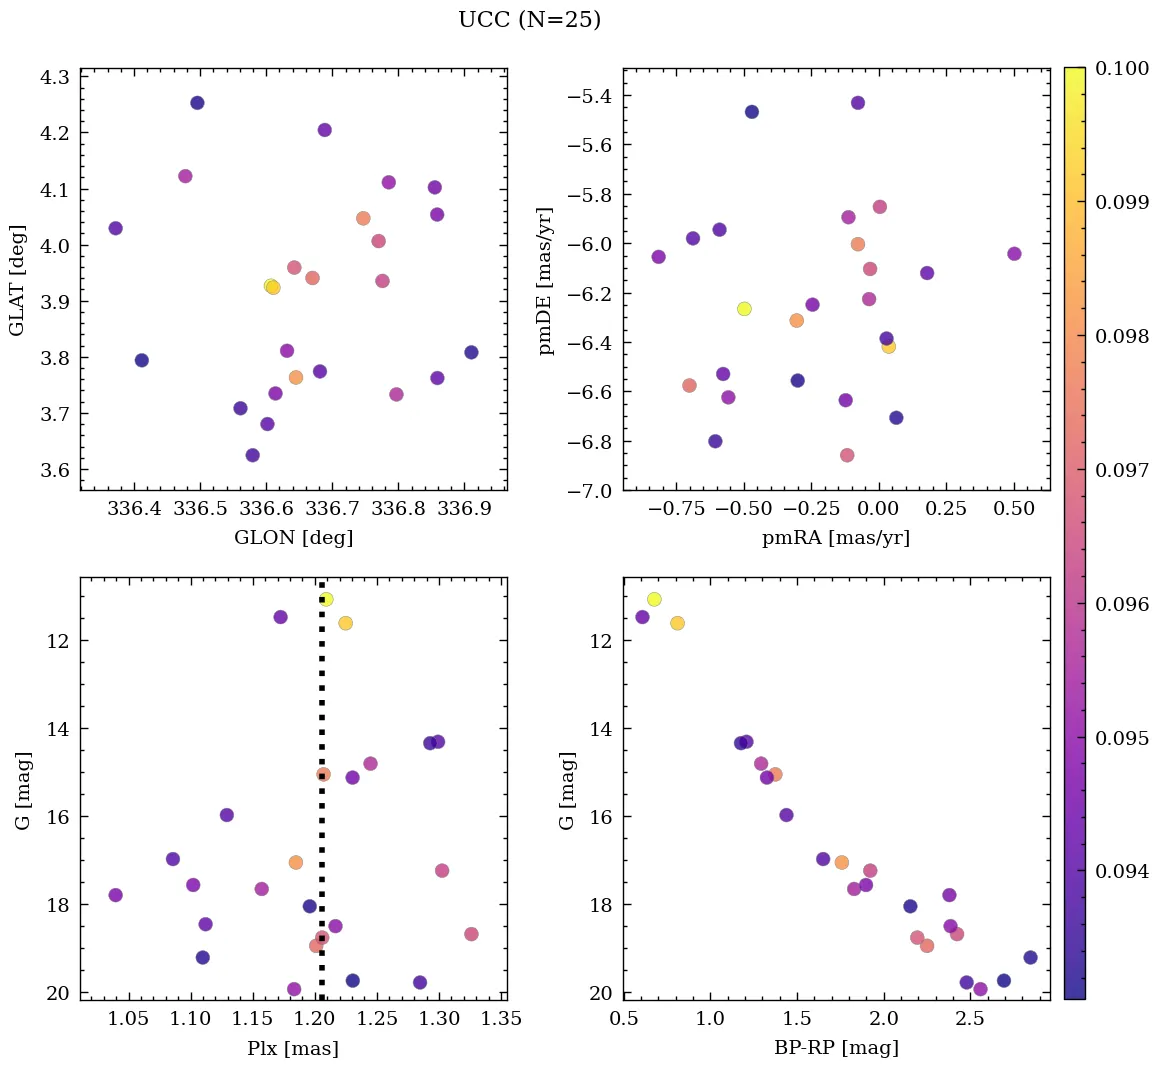 UCC (N=25)
4.3
4.2
4.1
4.0
3.9
3.8
3.7
3.6
GLAT [deg]
336.4 336.5 336.6 336.7 336.8 336.9
GLON [deg]
−5.4
−5.6
−5.8
−6.0
−6.2
−6.4
−6.6
−6.8
−7.0
pmDE [mas/yr]
−0.75 −0.50 −0.25 0.00 0.25 0.50
pmRA [mas/yr]
0.100
0.099
0.098
0.097
0.096
0.095
0.094
12
14
16
18
20
G [mag]
1.05 1.10 1.15 1.20 1.25 1.30 1.35
Plx [mas]
12
14
16
18
20
G [mag]
0.5 1.0 1.5 2.0 2.5
BP-RP [mag]